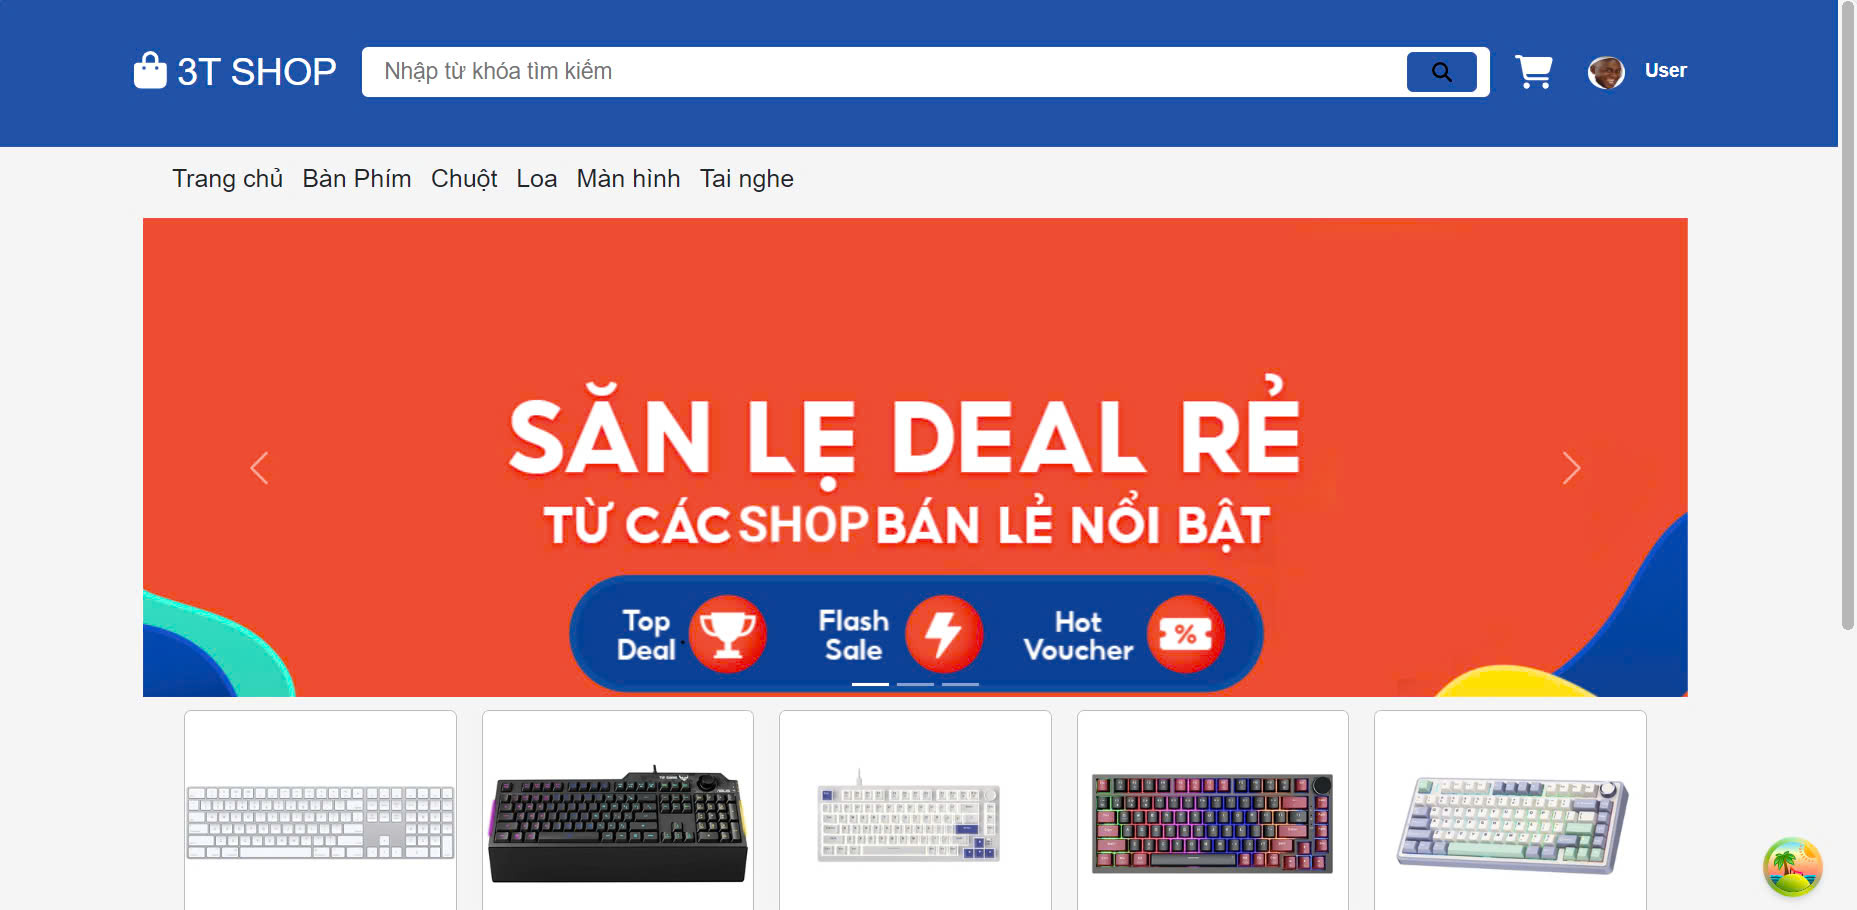 3T SHOP
Nhập từ khóa tìm kiếm
User
Trang chủ Bàn Phím Chuột Loa Màn hình Tai nghe
SĂN LẺ DEAL RẺ
TỪ CÁC SHOP BÁN LẺ NỔI BẬT
Top Deal
Flash Sale
Hot Voucher
%